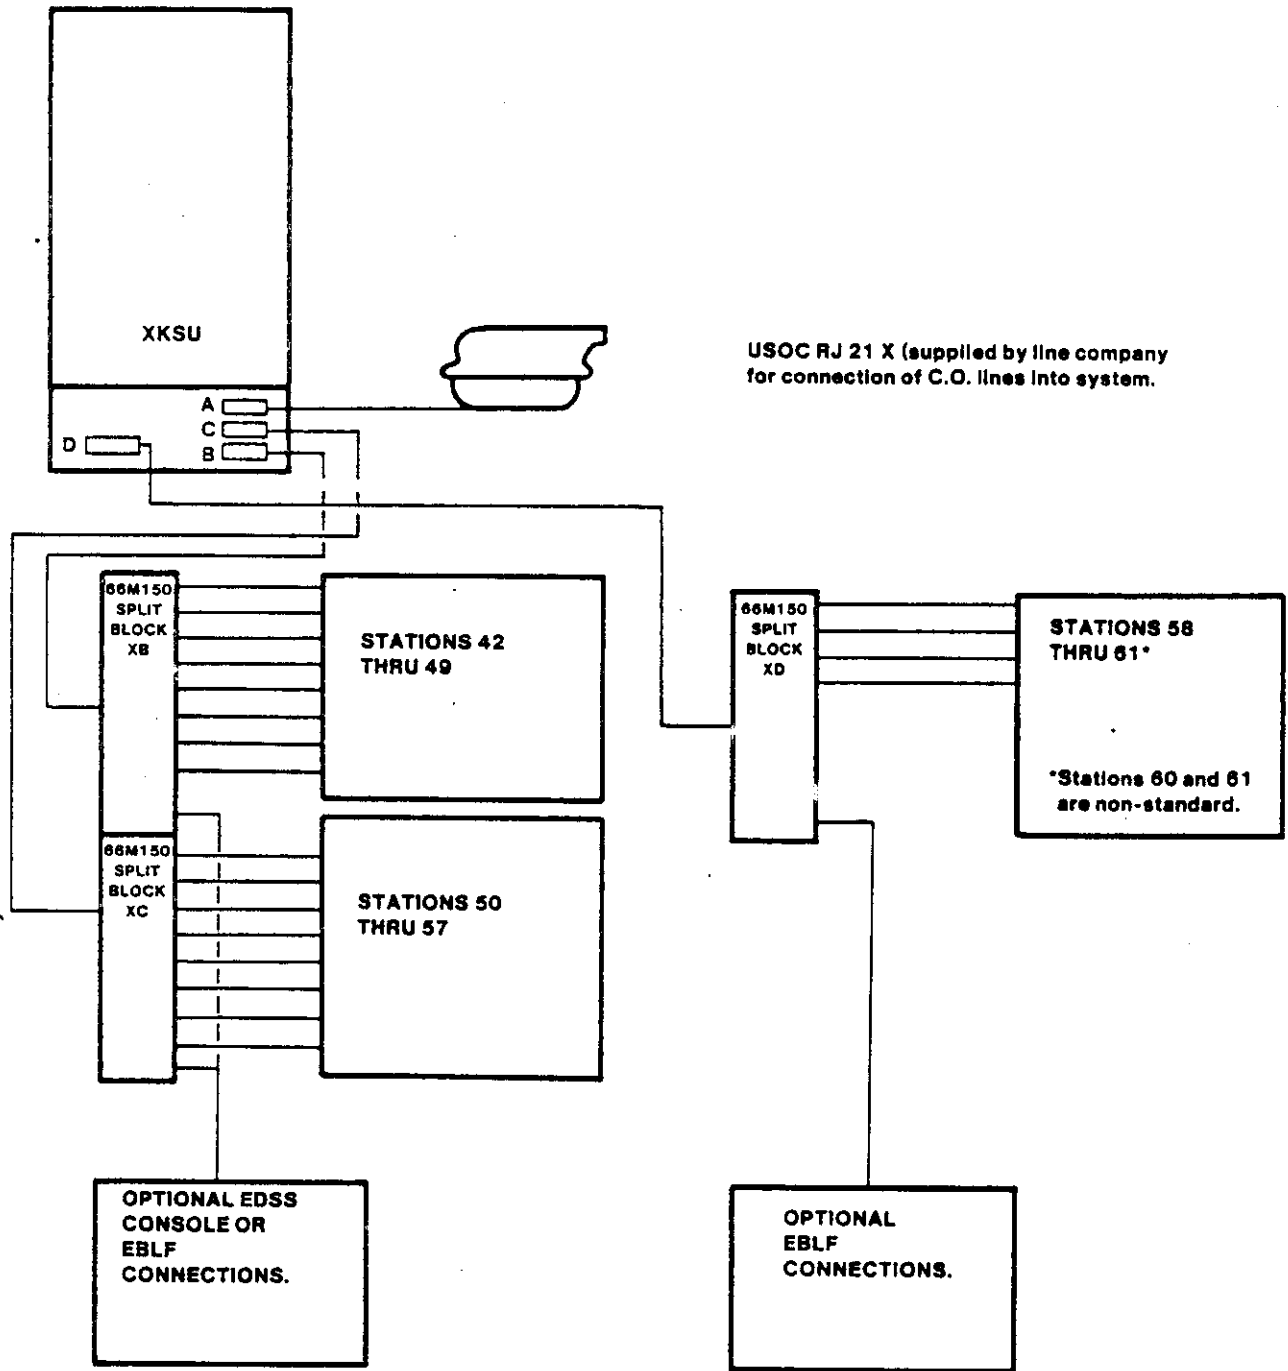 XKSU
A
C
D
B
USOC RJ 21 X (supplied by line company
for connection of C.O. lines into system.
66M150
SPLIT
BLOCK
XB
STATIONS 42
THRU 49
66M150
SPLIT
BLOCK
XD
STATIONS 58
THRU 61*
*Stations 60 and 61
are non-standard.
66M150
SPLIT
BLOCK
XC
STATIONS 50
THRU 57
OPTIONAL EDSS
CONSOLE OR
EBLF
CONNECTIONS.
OPTIONAL
EBLF
CONNECTIONS.